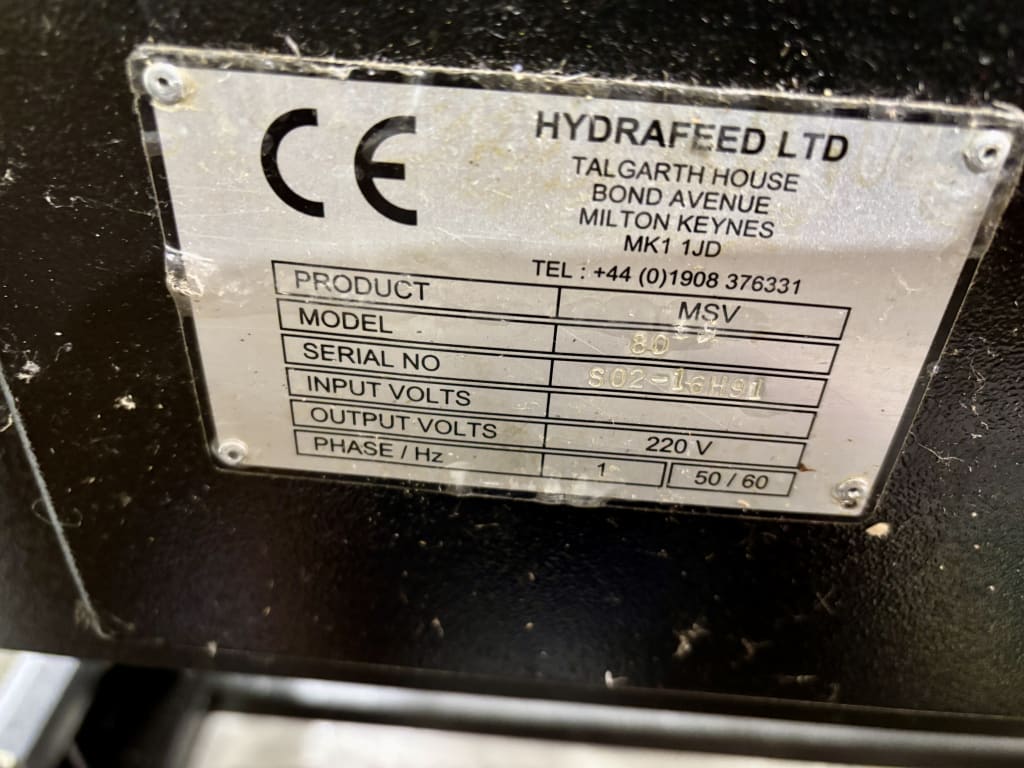 CE
HYDRAFEED LTD
TALGARTH HOUSE
BOND AVENUE
MILTON KEYNES
MK1 1JD
TEL : +44 (0)1908 376331
PRODUCT MSV
MODEL 80
SERIAL NO S02-16H91
INPUT VOLTS
OUTPUT VOLTS 220 V
PHASE / Hz 1 50 / 60